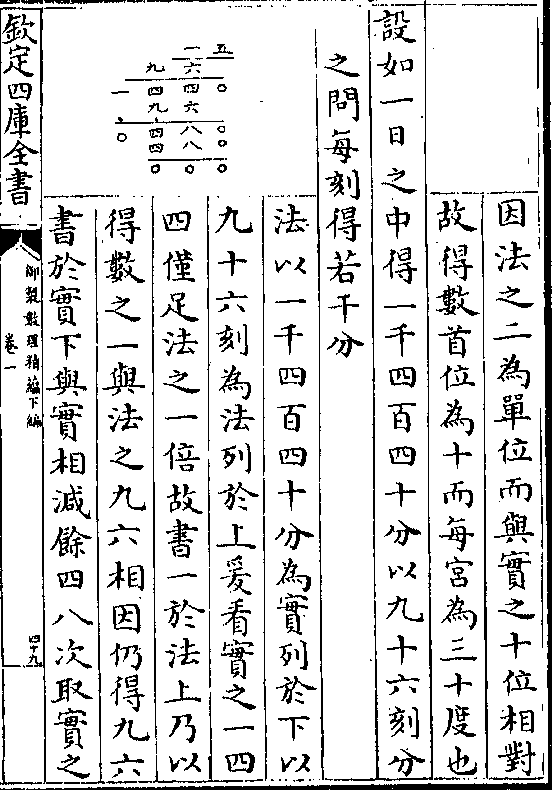 因法之二為單位而與實之十位相對
故得數首位為十而每宮為三十度也
設如一日之中得一千四百四十分以九十六刻分
之問每刻得若干分
一五
九六
一四四○
九六
○四八○
四八○
○○○
法以一千四百四十分為實列於下以
九十六刻為法列於上爰看實之一四
四僅足法之一倍故書一於法上乃以
得數之一與法之九六相因仍得九六
書於實下與實相減餘四八次取實之
欽定四庫全書
御製數理精蘊下編
卷一
四十九